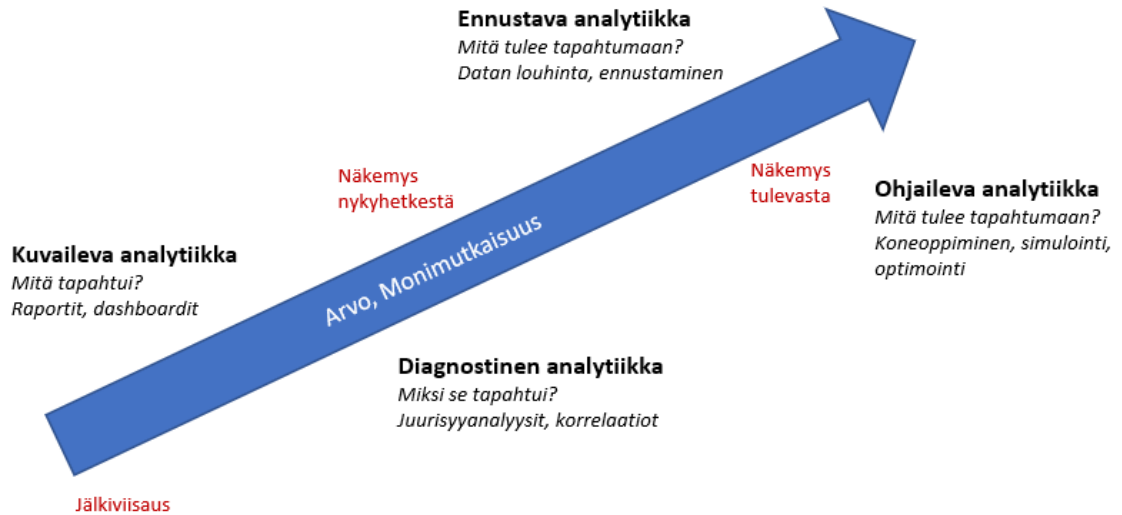 Ennustava analytiikka
Mitä tulee tapahtumaan?
Datan louhinta, ennustaminen
Näkemys
nykyhetkestä
Näkemys
tulevasta
Ohjaileva analytiikka
Mitä tulee tapahtumaan?
Koneoppiminen, simulointi,
optimointi
Kuvaileva analytiikka
Mitä tapahtui?
Raportit, dashboardit
Arvo, Monimutkaisuus
Diagnostinen analytiikka
Miksi se tapahtui?
Juurisyyanalyysit, korrelaatiot
Jälkiviisaus